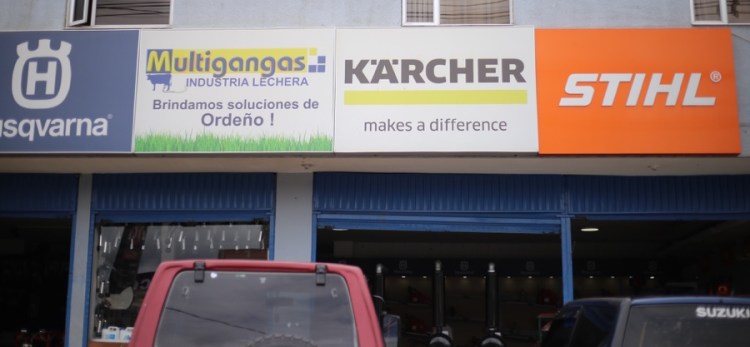 H
usqvarna
Multigangas
INDUSTRIA LECHERA
Brindamos soluciones de
Ordeño !
KÄRCHER
makes a difference
STIHL®
SUZUKI